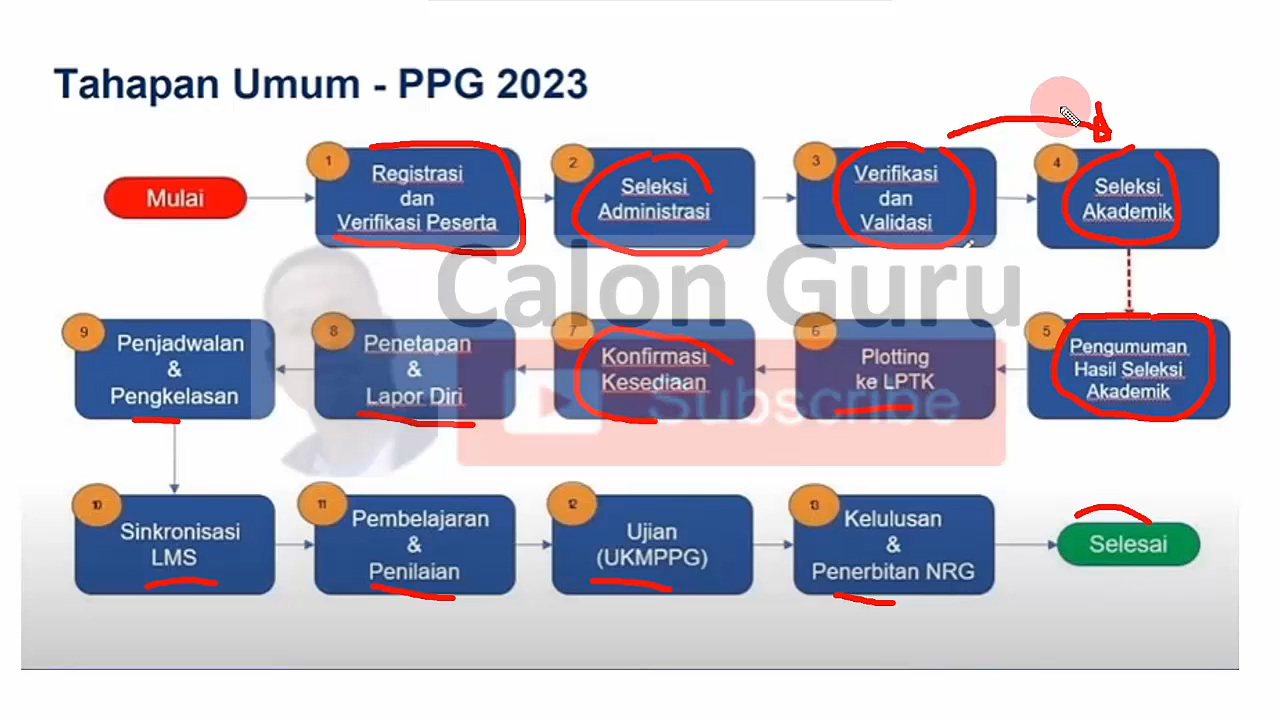 Tahapan Umum - PPG 2023
Mulai
1
Registrasi
dan
Verifikasi Peserta
2
Seleksi
Administrasi
3
Verifikasi
dan
Validasi
4
Seleksi
Akademik
5
Pengumuman
Hasil Seleksi
Akademik
6
Plotting
ke LPTK
7
Konfirmasi
Kesediaan
8
Penetapan
&
Lapor Diri
9
Penjadwalan
&
Pengkelasan
Calon Guru
Subscribe
10
Sinkronisasi
LMS
11
Pembelajaran
&
Penilaian
12
Ujian
(UKMPPG)
13
Kelulusan
&
Penerbitan NRG
Selesai